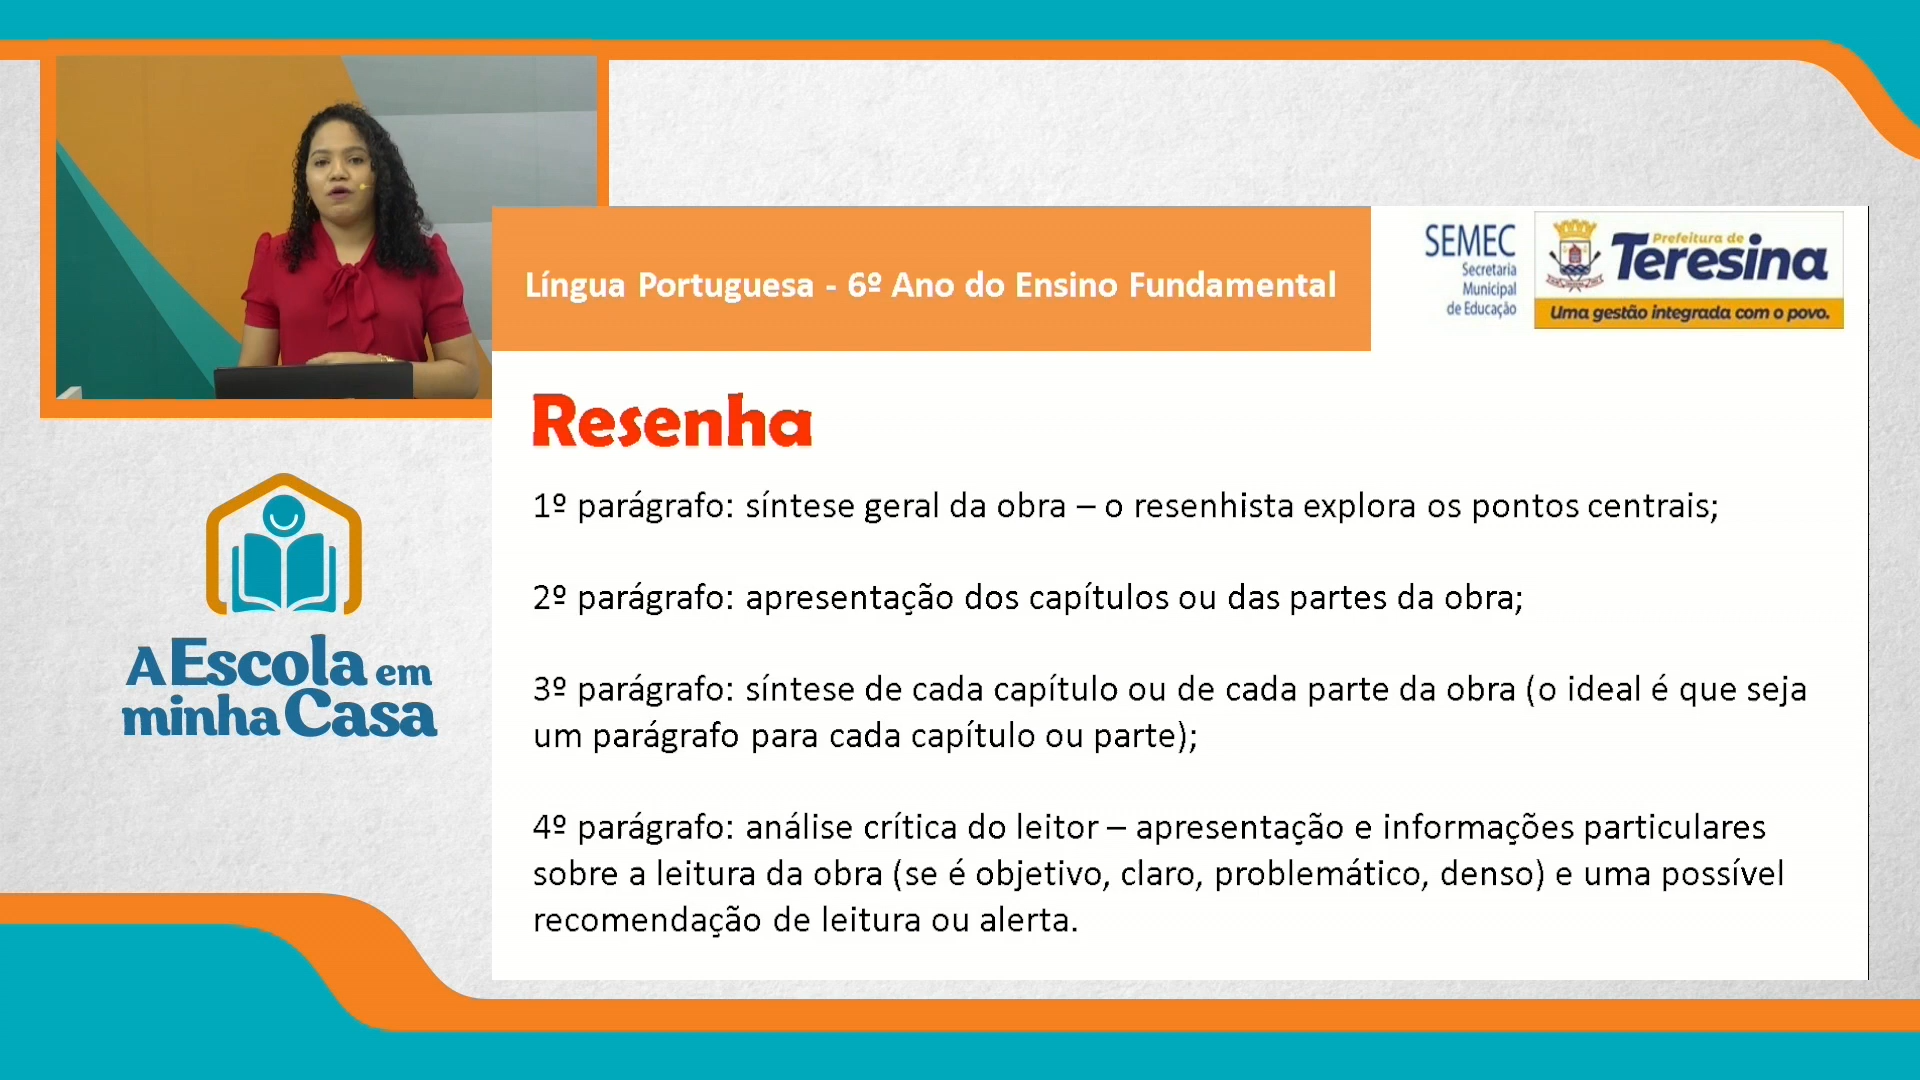 Língua Portuguesa - 6º Ano do Ensino Fundamental
SEMEC
Secretaria
Municipal
de Educação
Prefeitura de
Teresina
Uma gestão integrada com o povo.
Resenha
1º parágrafo: síntese geral da obra – o resenhista explora os pontos centrais;
2º parágrafo: apresentação dos capítulos ou das partes da obra;
3º parágrafo: síntese de cada capítulo ou de cada parte da obra (o ideal é que seja
um parágrafo para cada capítulo ou parte);
4º parágrafo: análise crítica do leitor – apresentação e informações particulares
sobre a leitura da obra (se é objetivo, claro, problemático, denso) e uma possível
recomendação de leitura ou alerta.
A Escola em
minha Casa